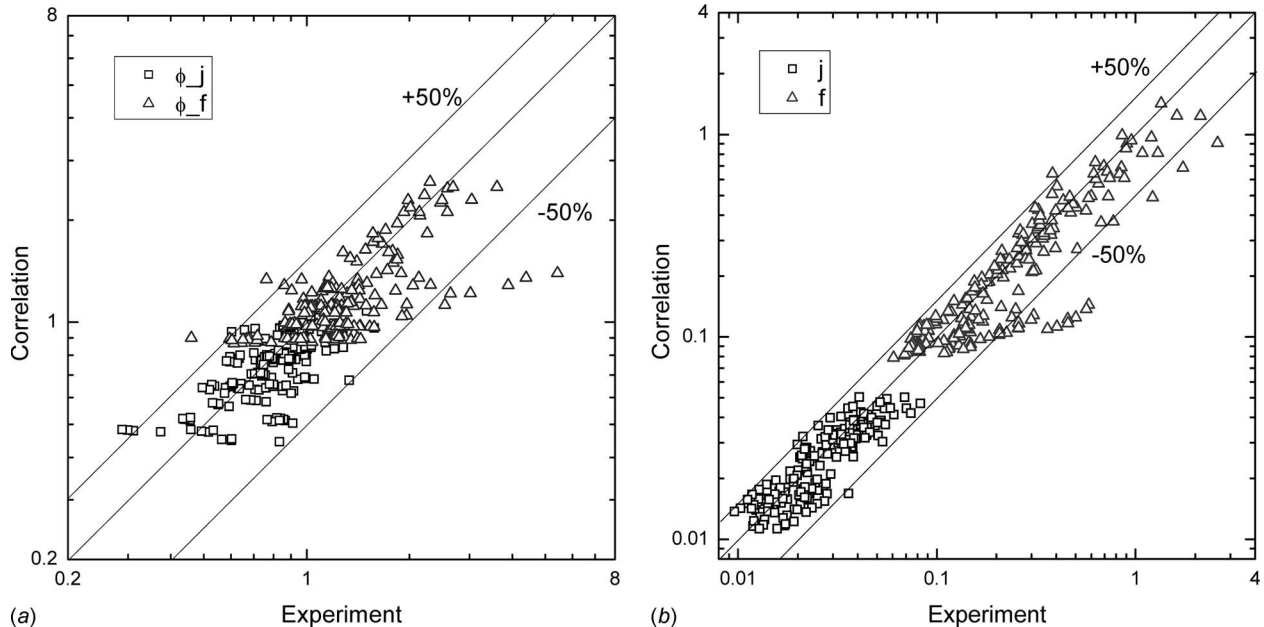 8
ϕ_j
ϕ_f
+50%
-50%
Correlation
1
0.2
0.2
1
8
(a)
Experiment
4
j
f
+50%
-50%
Correlation
1
0.1
0.01
0.01
0.1
1
4
(b)
Experiment